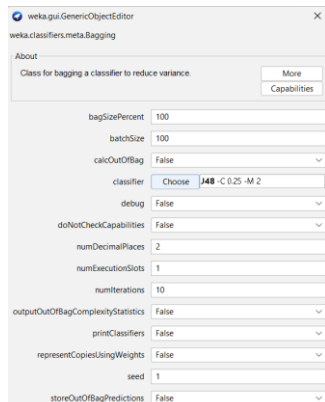 weka.gui.GenericObjectEditor
weka.classifiers.meta.Bagging
About
Class for bagging a classifier to reduce variance.
More
Capabilities
bagSizePercent 100
batchSize 100
calcOutOfBag False
classifier Choose J48 -C 0.25 -M 2
debug False
doNotCheckCapabilities False
numDecimalPlaces 2
numExecutionSlots 1
numIterations 10
outputOutOfBagComplexityStatistics False
printClassifiers False
representCopiesUsingWeights False
seed 1
storeOutOfBagPredictions False